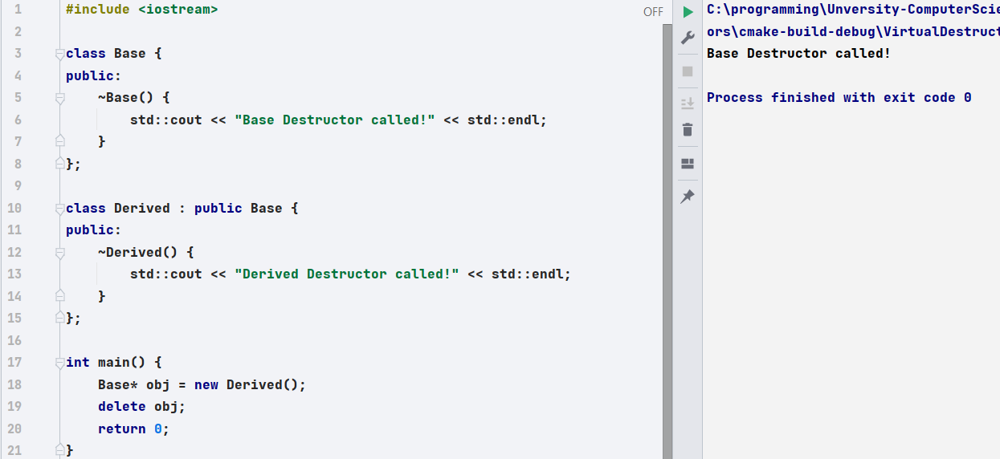 1 #include <iostream>
2
3 class Base {
4 public:
5     ~Base() {
6         std::cout << "Base Destructor called!" << std::endl;
7     }
8 };
9
10 class Derived : public Base {
11 public:
12     ~Derived() {
13         std::cout << "Derived Destructor called!" << std::endl;
14     }
15 };
16
17 int main() {
18     Base* obj = new Derived();
19     delete obj;
20     return 0;
21 }
OFF
C:\programming\Unversity-ComputerScie
ors\cmake-build-debug\VirtualDestruct
Base Destructor called!
Process finished with exit code 0